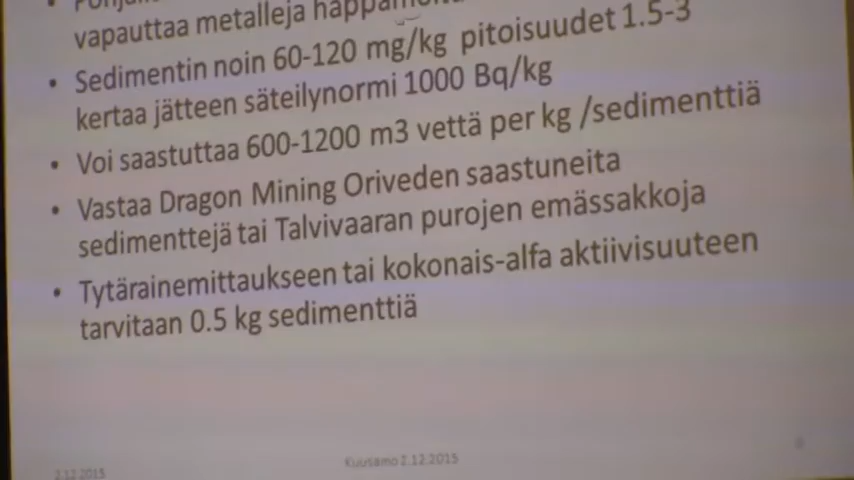 vapauttaa metalleja
• Sedimentin noin 60-120 mg/kg pitoisuudet 1.5-3
kertaa jätteen säteilynormi 1000 Bq/kg
• Voi saastuttaa 600-1200 m3 vettä per kg /sedimenttiä
• Vastaa Dragon Mining Oriveden saastuneita
sedimenttejä tai Talvivaaran purojen emässakkoja
• Tytärainemittaukseen tai kokonais-alfa aktiivisuuteen
tarvitaan 0.5 kg sedimenttiä
2.12.2015
Kuusamo 2.12.2015